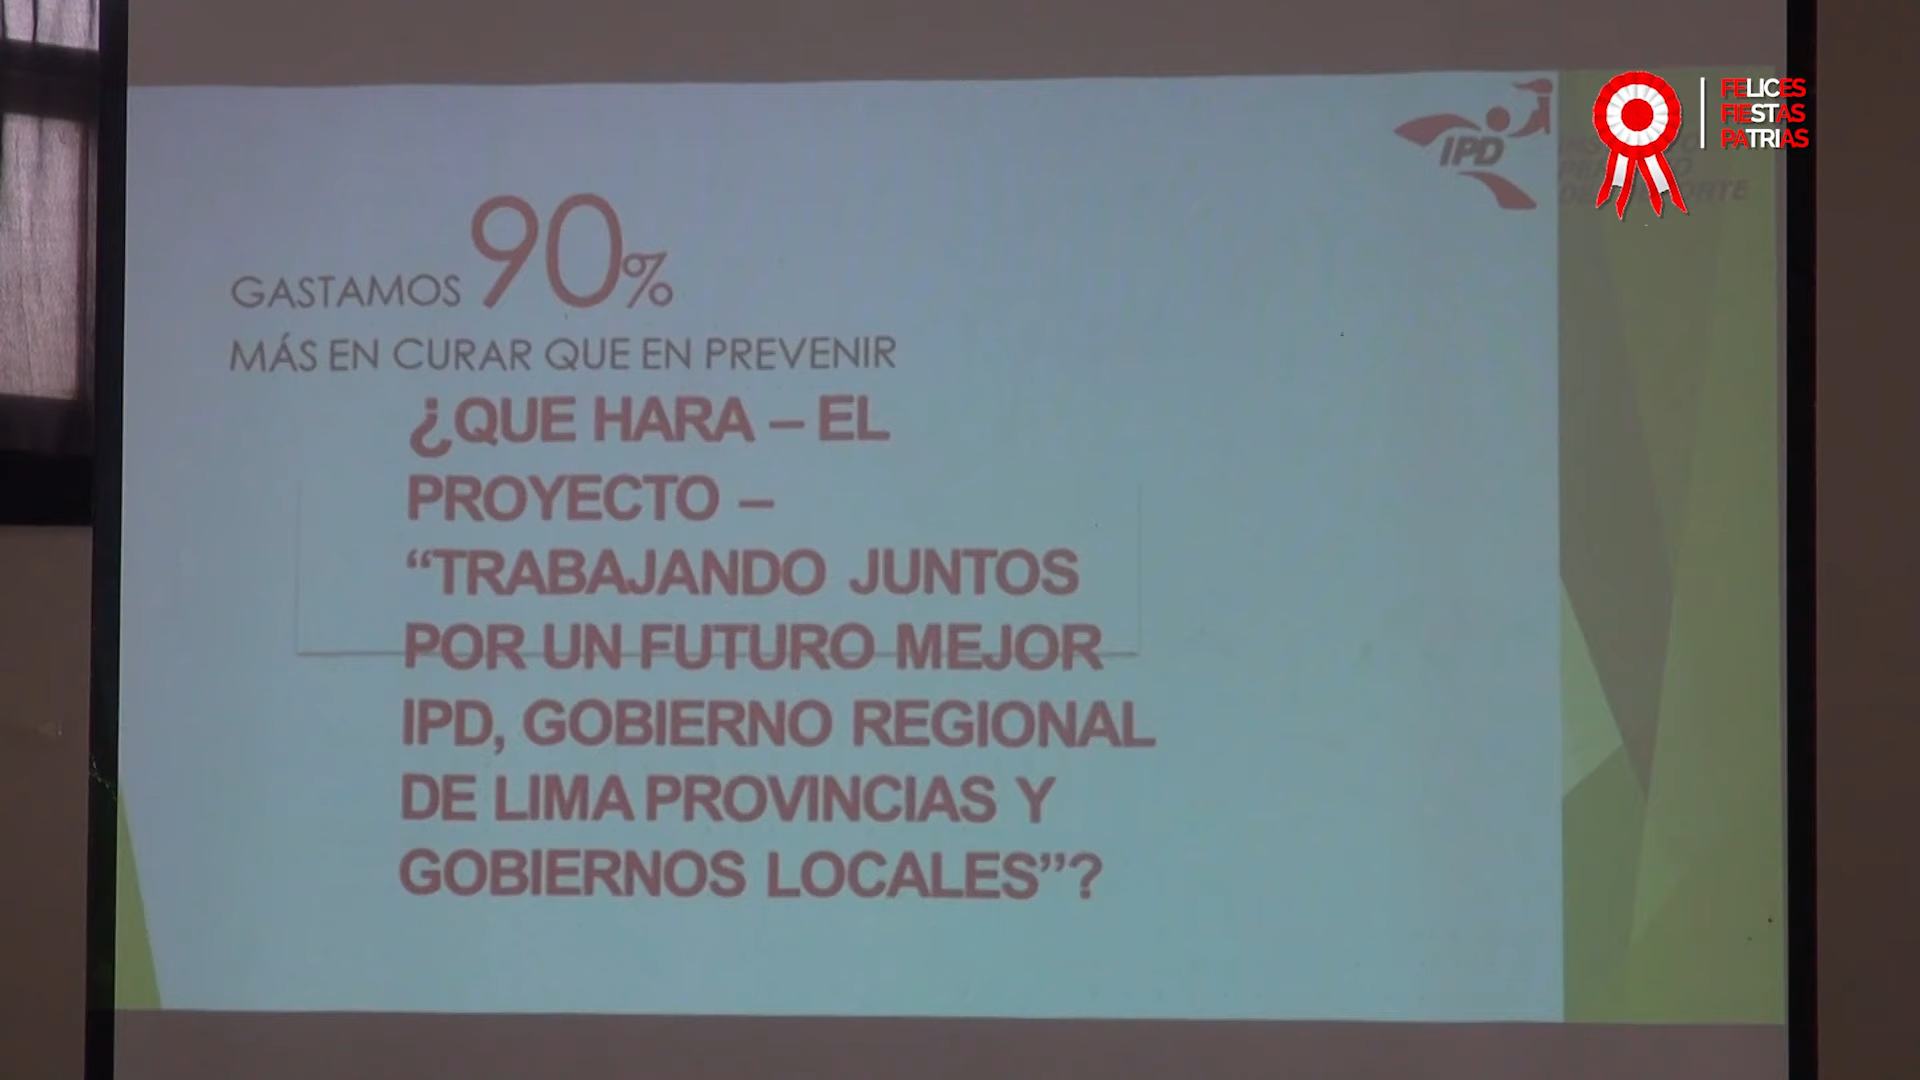 FELICES
FIESTAS
PATRIAS
IPD
GASTAMOS 90%
MÁS EN CURAR QUE EN PREVENIR
¿QUE HARA – EL
PROYECTO –
“TRABAJANDO JUNTOS
POR UN FUTURO MEJOR
IPD, GOBIERNO REGIONAL
DE LIMA PROVINCIAS Y
GOBIERNOS LOCALES”?